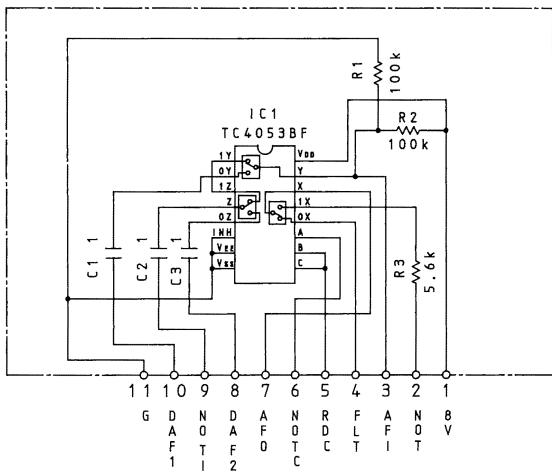 R1
100k
IC1
TC4053BF
R2
100k
1Y
0Y
1Z
Z
0Z
INH
VEE
VSS
VDD
Y
X
1X
0X
A
B
C
C1 1
C2 1
C3 1
R3
5.6k
11 10 9 8 7 6 5 4 3 2 1
G
DAF1
NOTI
DAF2
AFO
NOTC
RDC
FLT
AFI
NOT
8V